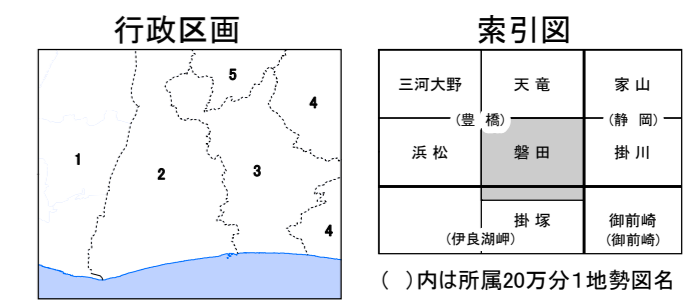 行政区画
5
4
1
2
3
4
索引図
三河大野 天竜 家山
(豊橋) (静岡)
浜松 磐田 掛川
掛塚 御前崎
(伊良湖岬) (御前崎)
( )内は所属20万分1地勢図名